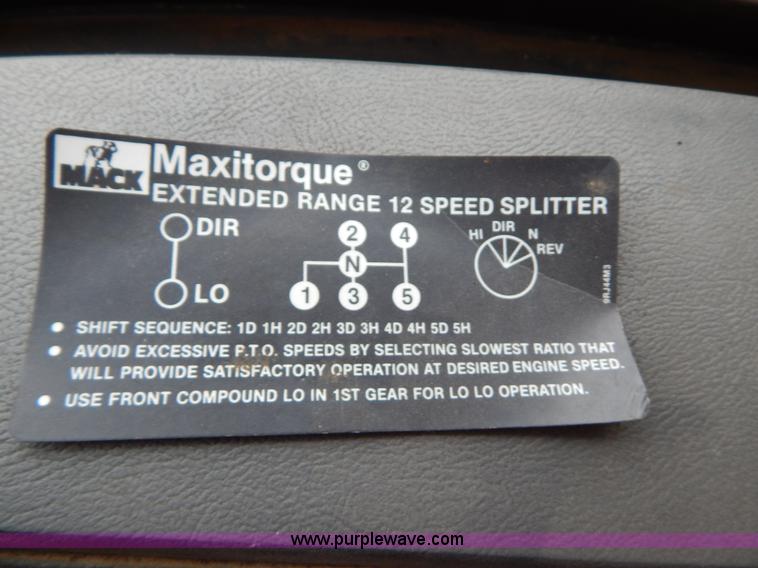 MACK
Maxitorque®
EXTENDED RANGE 12 SPEED SPLITTER
DIR
LO
2 4
N
1 3 5
HI DIR N REV
9RJ44M3
• SHIFT SEQUENCE: 1D 1H 2D 2H 3D 3H 4D 4H 5D 5H
• AVOID EXCESSIVE P.T.O. SPEEDS BY SELECTING SLOWEST RATIO THAT
WILL PROVIDE SATISFACTORY OPERATION AT DESIRED ENGINE SPEED.
• USE FRONT COMPOUND LO IN 1ST GEAR FOR LO LO OPERATION.
www.purplewave.com